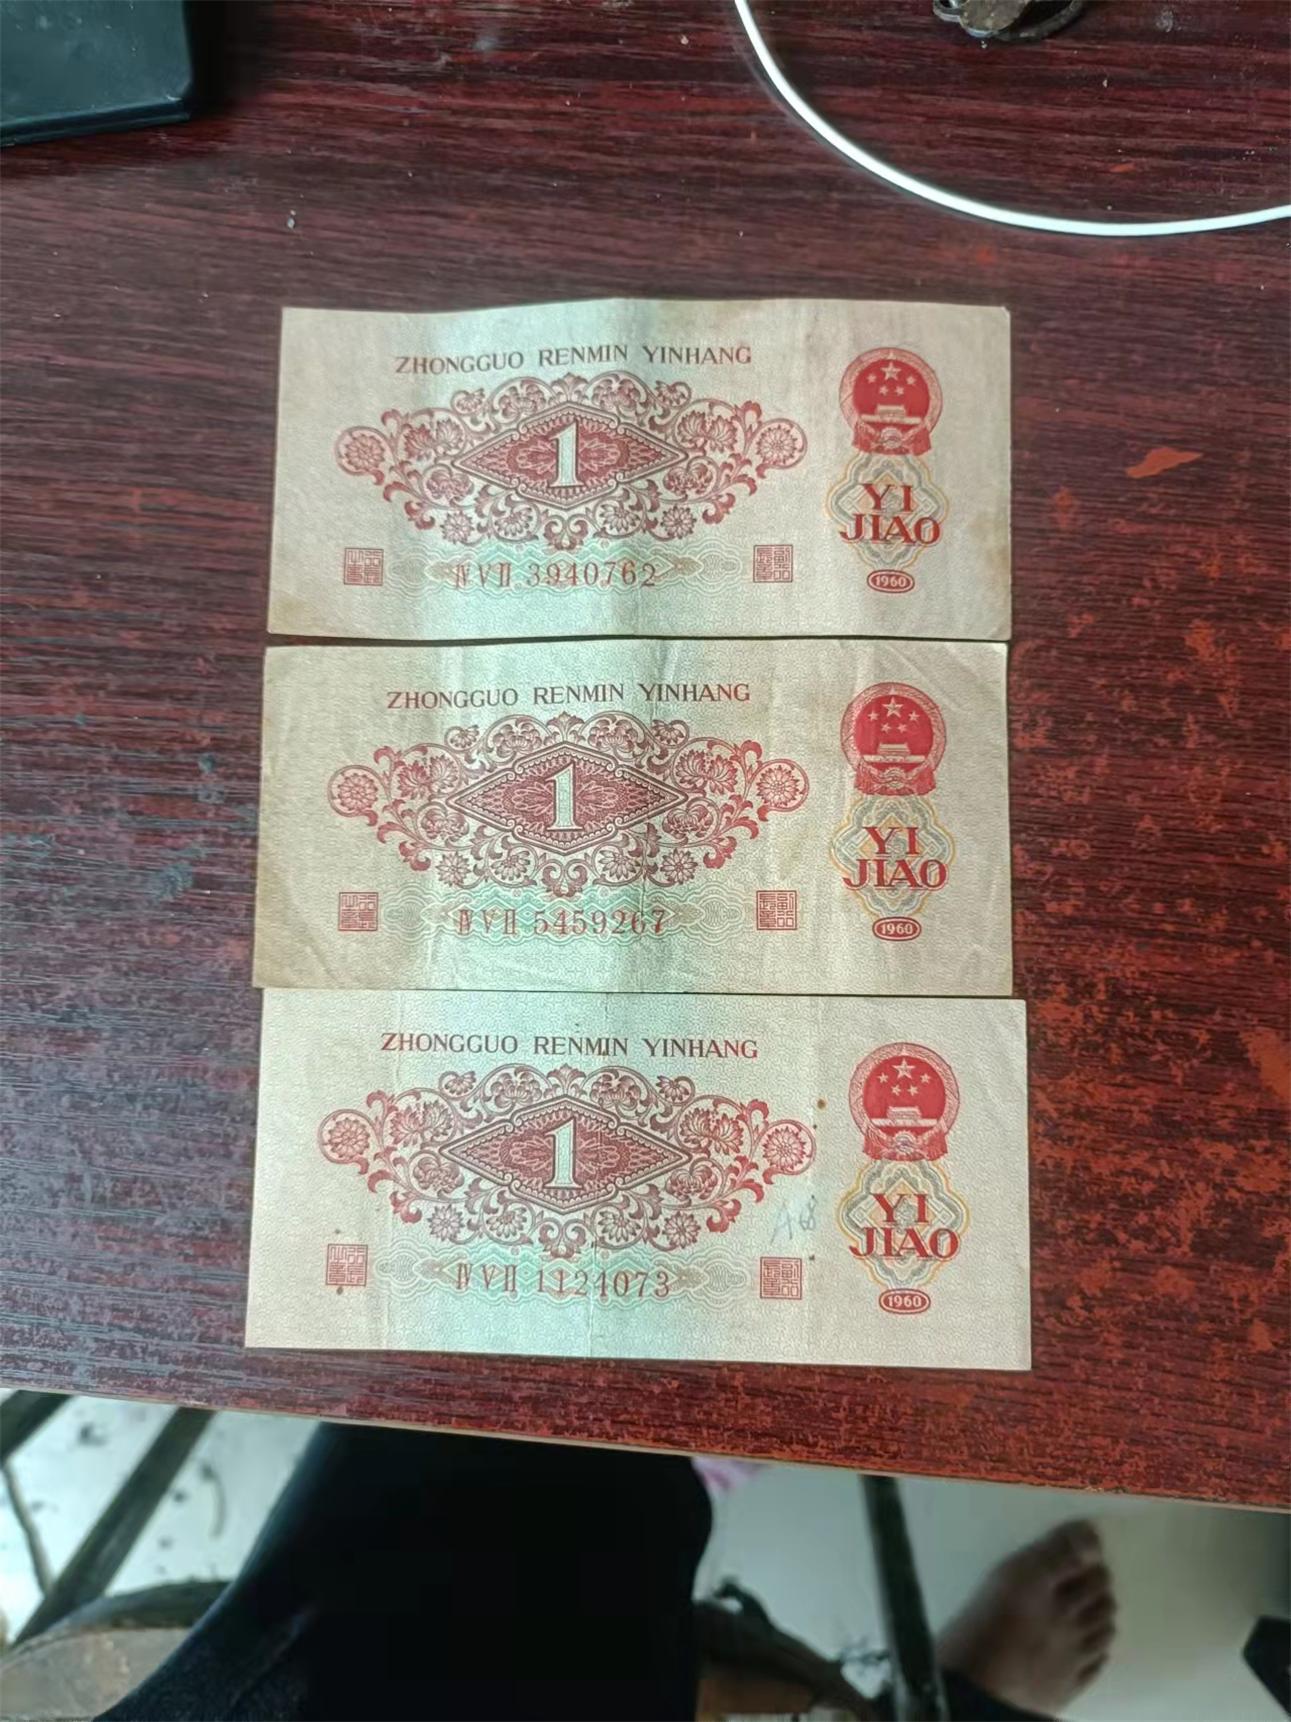 ZHONGGUO RENMIN YINHANG
1
YI
JIAO
ⅣⅤⅡ 3940762
1960
ZHONGGUO RENMIN YINHANG
1
YI
JIAO
ⅣⅤⅡ 5459267
1960
ZHONGGUO RENMIN YINHANG
1
A68
YI
JIAO
ⅣⅤⅡ 1124073
1960